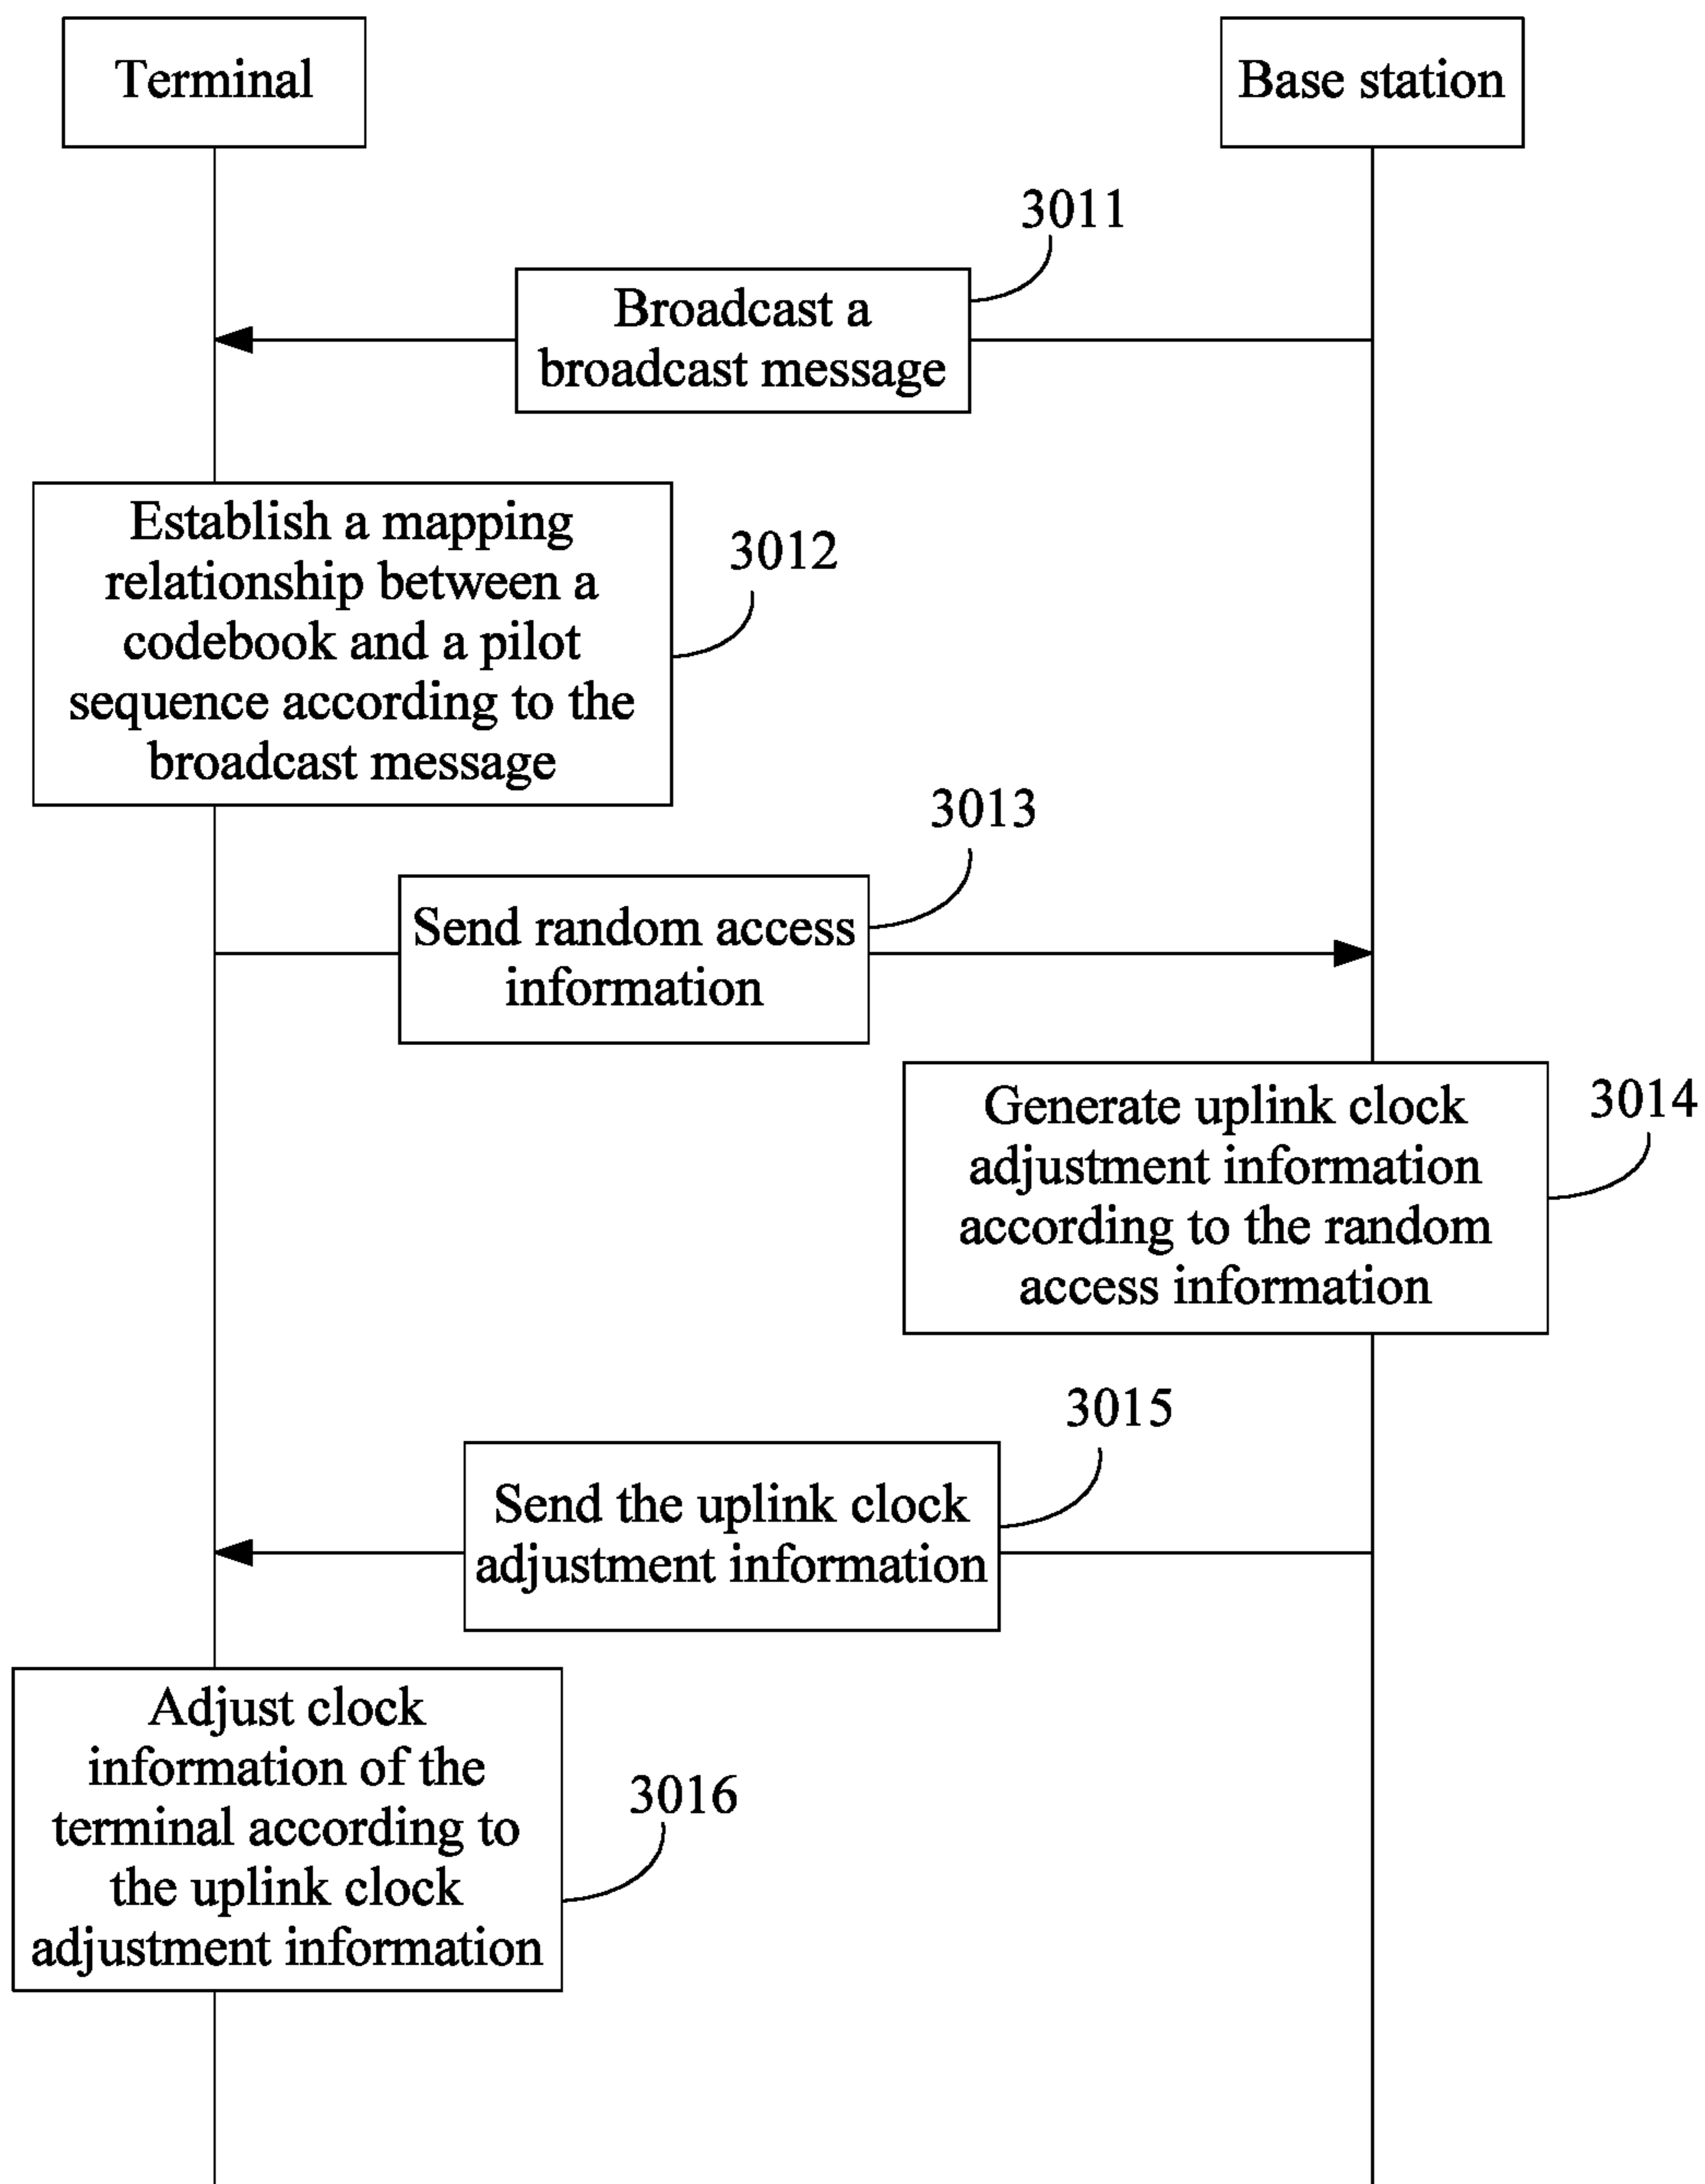 Terminal
Base station
3011
Broadcast a
broadcast message
Establish a mapping
relationship between a
codebook and a pilot
sequence according to the
broadcast message
3012
3013
Send random access
information
Generate uplink clock
adjustment information
according to the random
access information
3014
3015
Send the uplink clock
adjustment information
Adjust clock
information of the
terminal according to
the uplink clock
adjustment information
3016